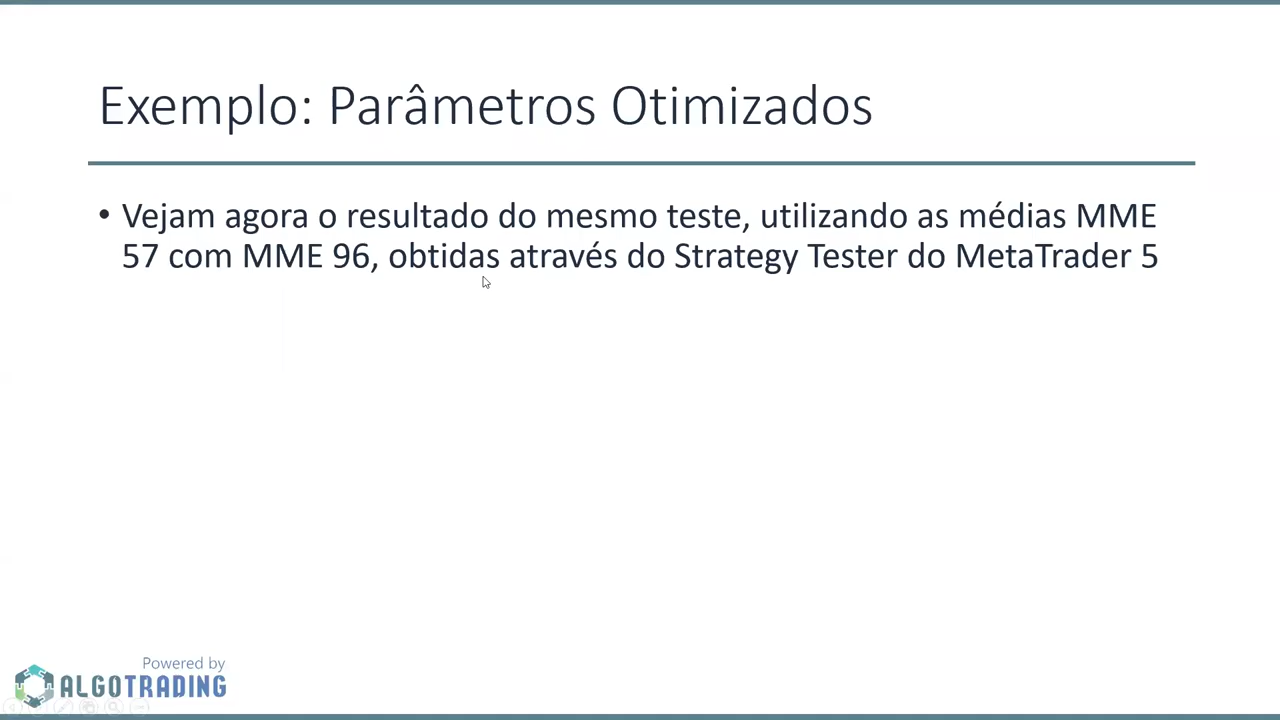 Exemplo: Parâmetros Otimizados
• Vejam agora o resultado do mesmo teste, utilizando as médias MME
57 com MME 96, obtidas através do Strategy Tester do MetaTrader 5
Powered by
ALGOTRADING